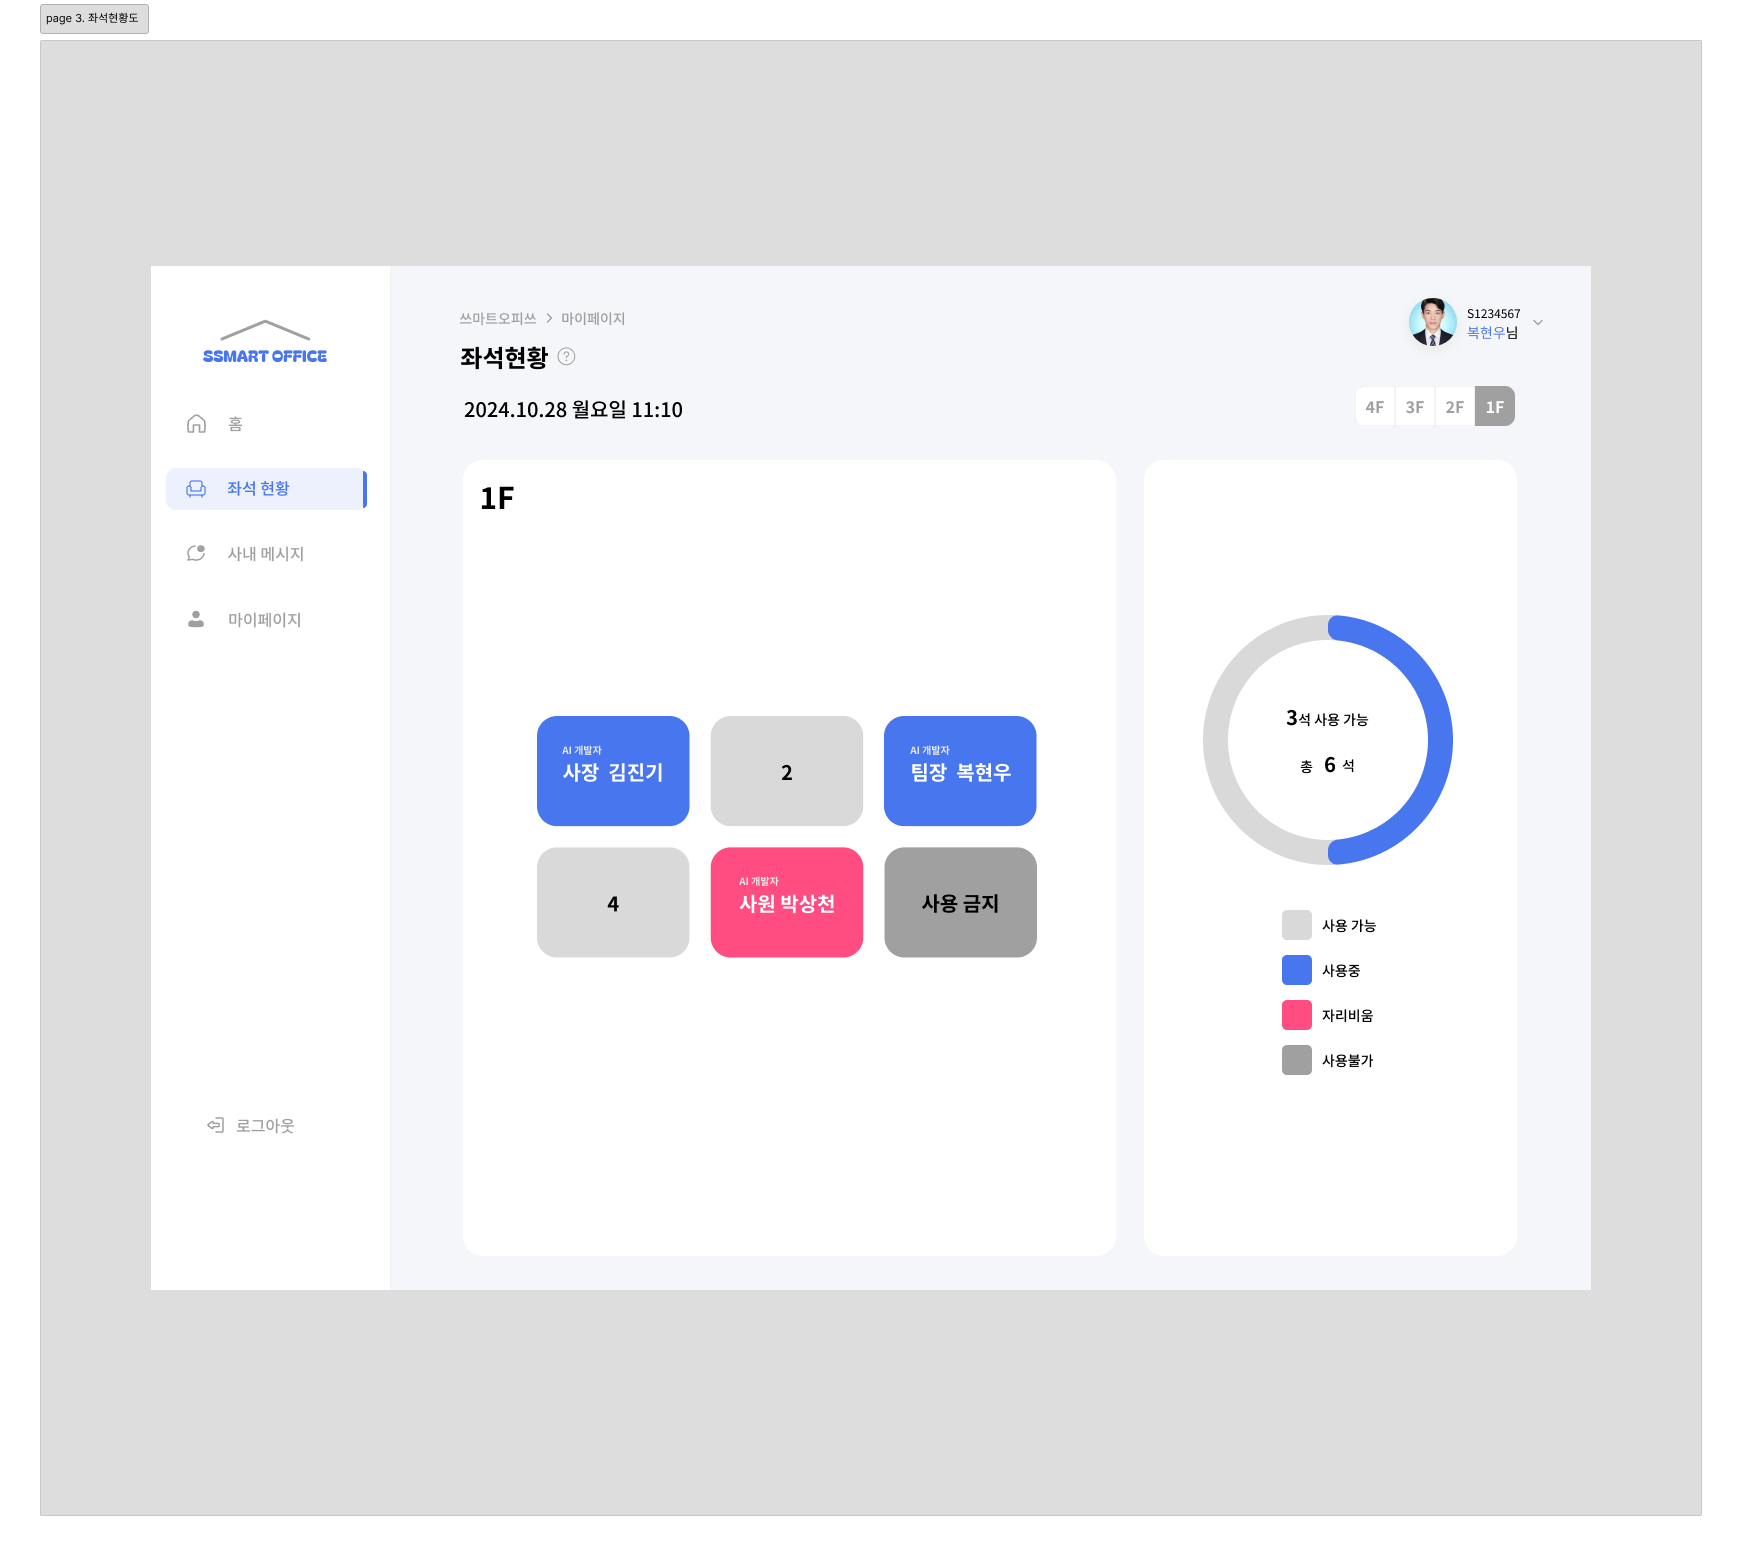 page 3. 좌석현황도
SSMART OFFICE
홈
좌석 현황
사내 메시지
마이페이지
로그아웃
쓰마트오피쓰 > 마이페이지
좌석현황 ?
2024.10.28 월요일 11:10
S1234567
복현우님
4F 3F 2F 1F
1F
AI 개발자
사장 김진기
2
AI 개발자
팀장 복현우
4
AI 개발자
사원 박상천
사용 금지
3석 사용 가능
총 6 석
사용 가능
사용중
자리비움
사용불가